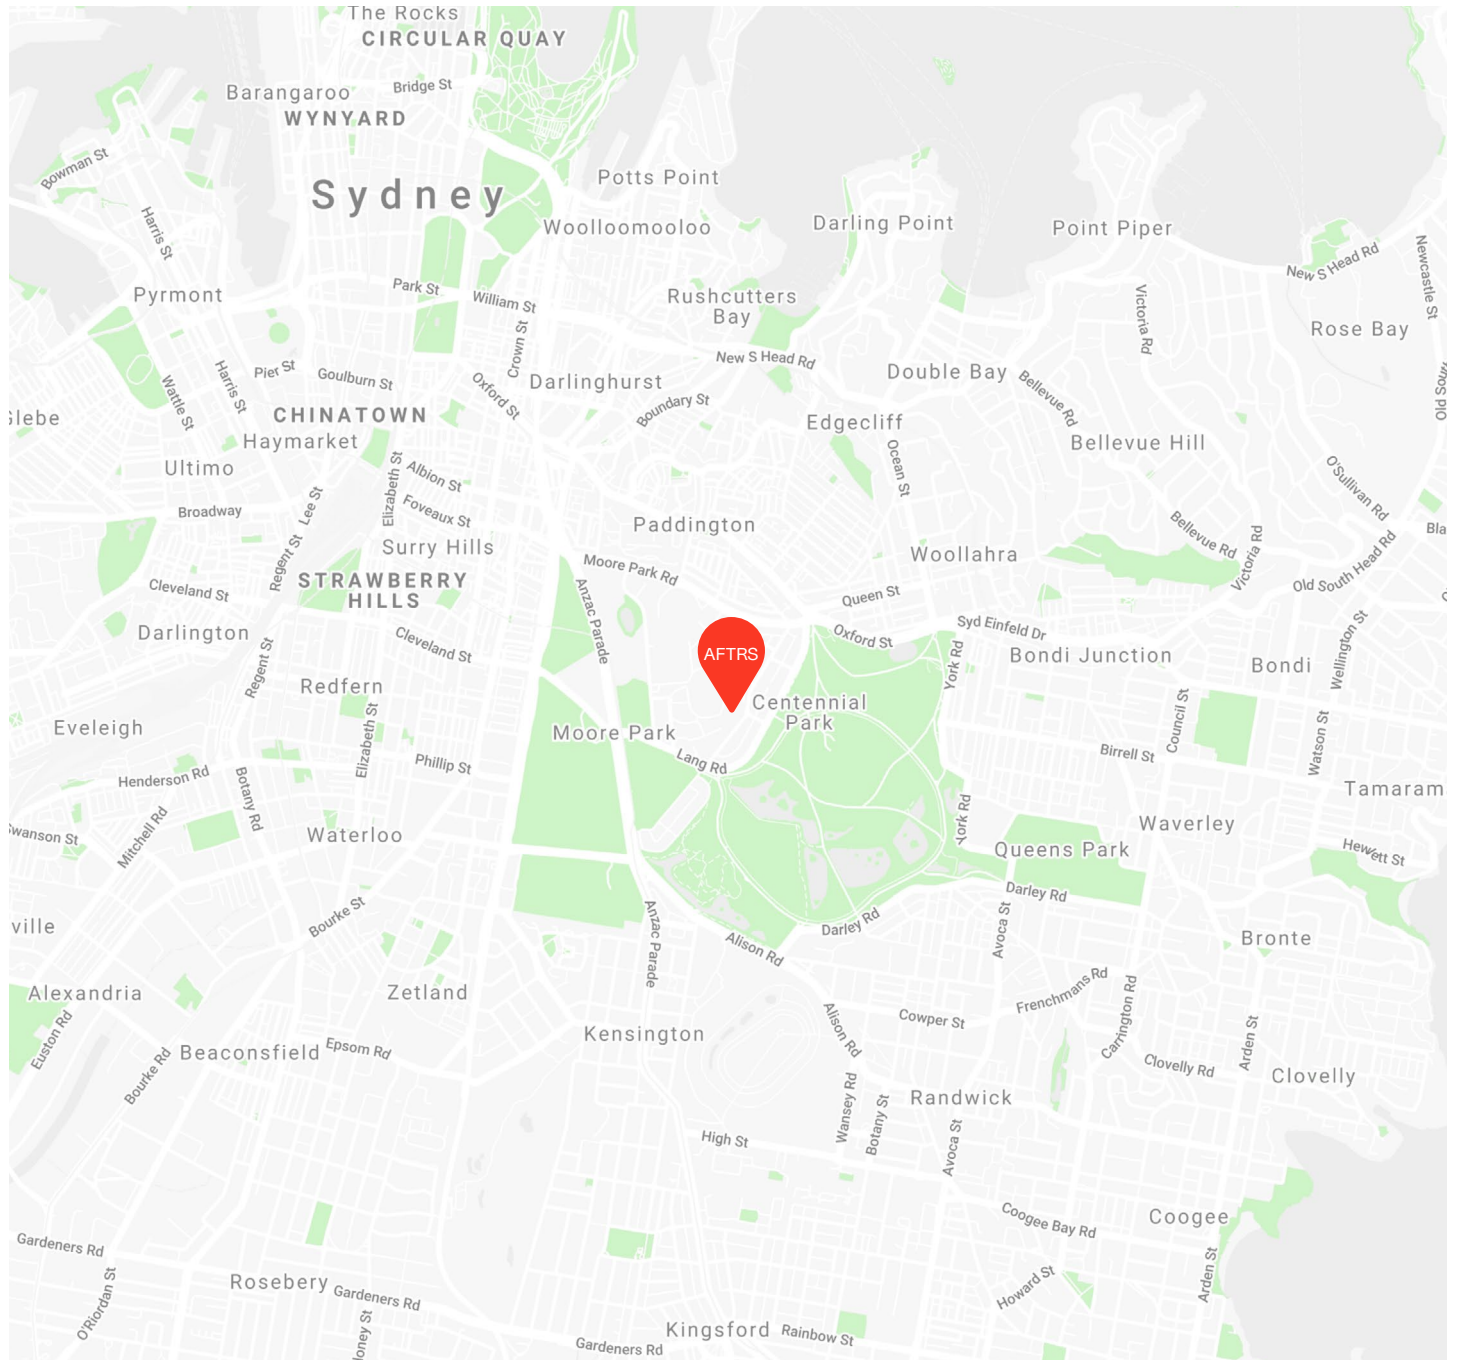 The Rocks
CIRCULAR QUAY
Bridge St
Barangaroo
WYNYARD
Bowman St
Potts Point
Sydney
Harris St
Woolloomooloo
Darling Point
Point Piper
New S Head Rd
Newcastle St
Pyrmont
Park St
William St
Rushcutters
Bay
Victoria Rd
Rose Bay
Crown St
New S Head Rd
Pier St
Goulburn St
Harris St
Wattle St
Oxford St
Darlinghurst
Double Bay
Bellevue Rd
Boundary St
CHINATOWN
Haymarket
Edgecliff
Bellevue Hill
Ultimo
Albion St
Elizabeth St
Ocean St
O'Sullivan Rd
Lee St
Broadway
Foveaux St
Paddington
Bellevue Rd
Victoria Rd
Old South Head Rd
Regent St
Surry Hills
Woollahra
STRAWBERRY
HILLS
Moore Park Rd
Cleveland St
Anzac Parade
Queen St
Darlington
Cleveland St
Oxford St
Syd Einfeld Dr
Wellington St
AFTRS
York Rd
Bondi Junction
Bondi
Regent St
Redfern
Centennial
Park
Council St
Eveleigh
Elizabeth St
Moore Park
Watson St
Lang Rd
Birrell St
Henderson Rd
Phillip St
Tamaram
Botany Rd
Mitchell Rd
Waterloo
York Rd
Waverley
Queens Park
Hewett St
Darley Rd
Bourke St
Anzac Parade
Darley Rd
Avoca St
ville
Alison Rd
Bronte
Alexandria
Zetland
Frenchmans Rd
Carrington Rd
Euston Rd
Kensington
Alison Rd
Cowper St
Arden St
Beaconsfield
Epsom Rd
Bourke Rd
Clovelly Rd
Clovelly
Wansey Rd
Botany St
Randwick
High St
Avoca St
Coogee
Coogee Bay Rd
Gardeners Rd
Arden St
Rosebery
Gardeners Rd
O'Riordan St
Howard St
Kingsford
Rainbow St
Gardeners Rd